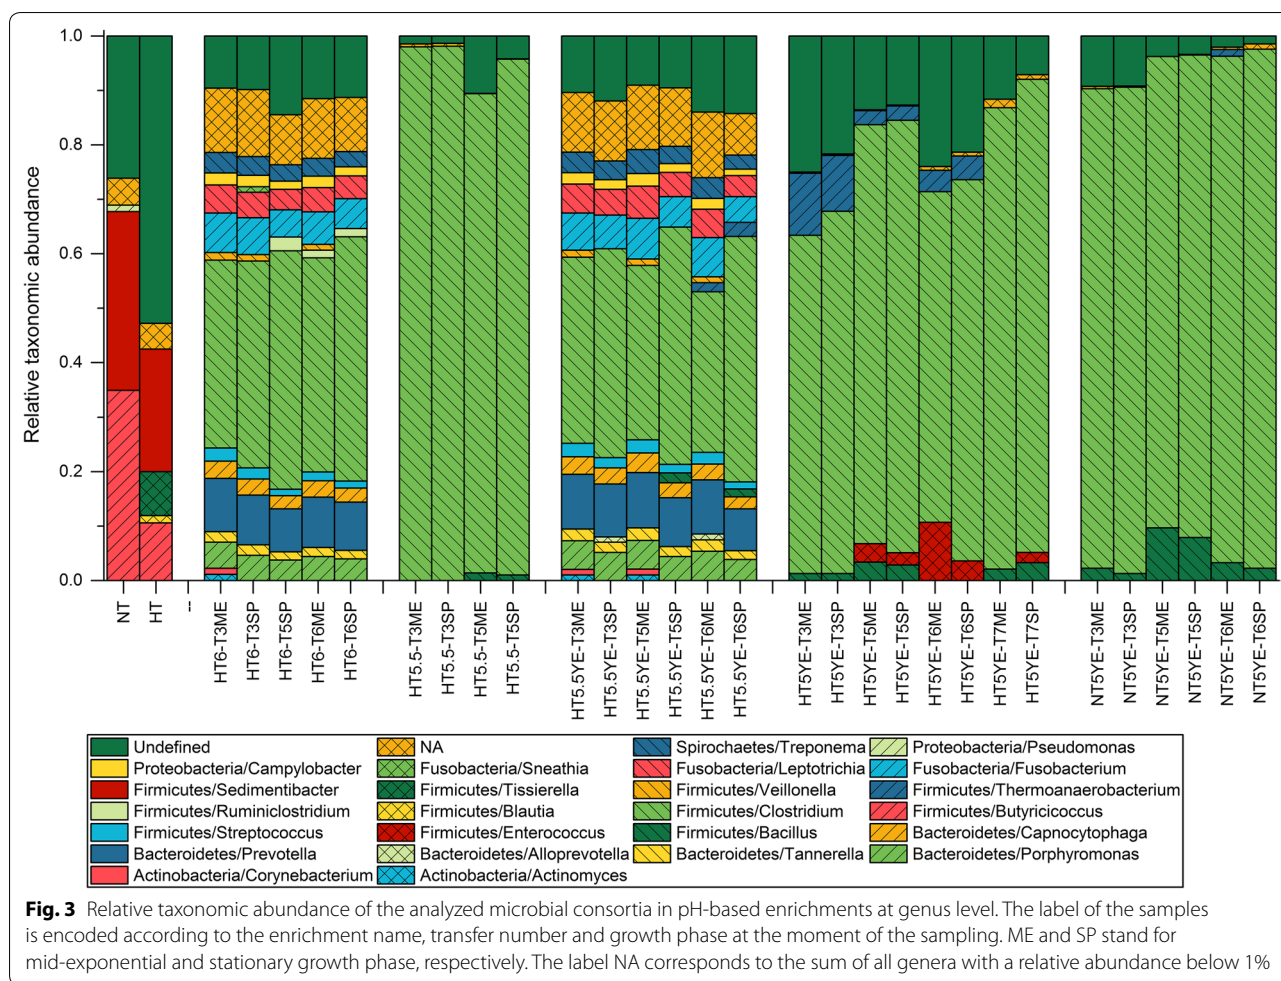 Relative taxonomic abundance
1.0
0.8
0.6
0.4
0.2
0.0
NT
HT
--
HT6-T3ME
HT6-T3SP
HT6-T5SP
HT6-T6ME
HT6-T6SP
HT5.5-T3ME
HT5.5-T3SP
HT5.5-T5ME
HT5.5-T5SP
HT5.5YE-T3ME
HT5.5YE-T3SP
HT5.5YE-T5ME
HT5.5YE-T5SP
HT5.5YE-T6ME
HT5.5YE-T6SP
HT5YE-T3ME
HT5YE-T3SP
HT5YE-T5ME
HT5YE-T5SP
HT5YE-T6ME
HT5YE-T6SP
HT5YE-T7ME
HT5YE-T7SP
NT5YE-T3ME
NT5YE-T3SP
NT5YE-T5ME
NT5YE-T5SP
NT5YE-T6ME
NT5YE-T6SP
Undefined NA Spirochaetes/Treponema Proteobacteria/Pseudomonas
Proteobacteria/Campylobacter Fusobacteria/Sneathia Fusobacteria/Leptotrichia Fusobacteria/Fusobacterium
Firmicutes/Sedimentibacter Firmicutes/Tissierella Firmicutes/Veillonella Firmicutes/Thermoanaerobacterium
Firmicutes/Ruminiclostridium Firmicutes/Blautia Firmicutes/Clostridium Firmicutes/Butyricicoccus
Firmicutes/Streptococcus Firmicutes/Enterococcus Firmicutes/Bacillus Bacteroidetes/Capnocytophaga
Bacteroidetes/Prevotella Bacteroidetes/Alloprevotella Bacteroidetes/Tannerella Bacteroidetes/Porphyromonas
Actinobacteria/Corynebacterium Actinobacteria/Actinomyces
Fig. 3 Relative taxonomic abundance of the analyzed microbial consortia in pH-based enrichments at genus level. The label of the samples
is encoded according to the enrichment name, transfer number and growth phase at the moment of the sampling. ME and SP stand for
mid-exponential and stationary growth phase, respectively. The label NA corresponds to the sum of all genera with a relative abundance below 1%